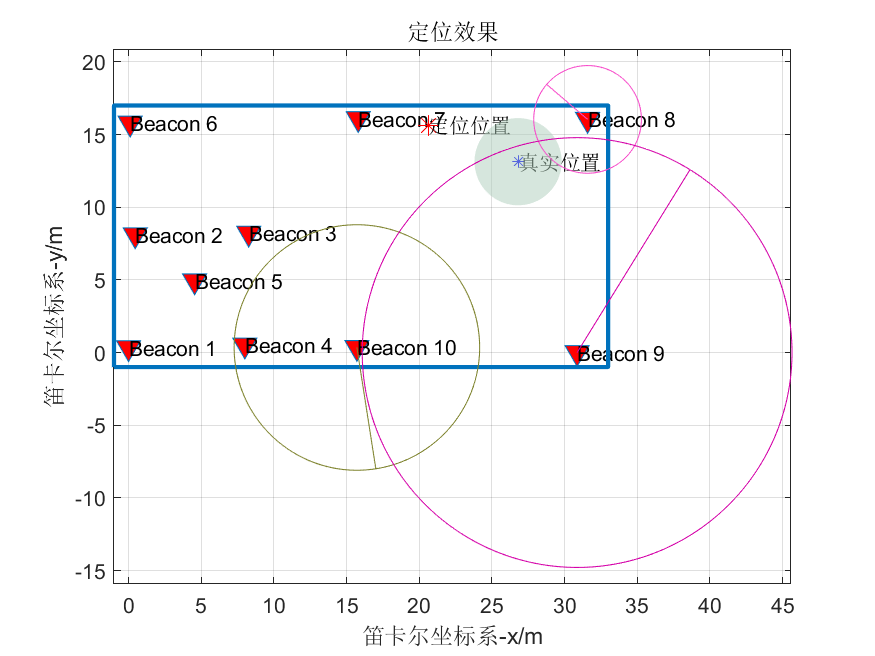 定位效果
20
15
10
5
0
-5
-10
-15
笛卡尔坐标系-y/m
Beacon 6
Beacon 7
定位位置
Beacon 8
真实位置
Beacon 2
Beacon 3
Beacon 5
Beacon 1
Beacon 4
Beacon 10
Beacon 9
0 5 10 15 20 25 30 35 40 45
笛卡尔坐标系-x/m